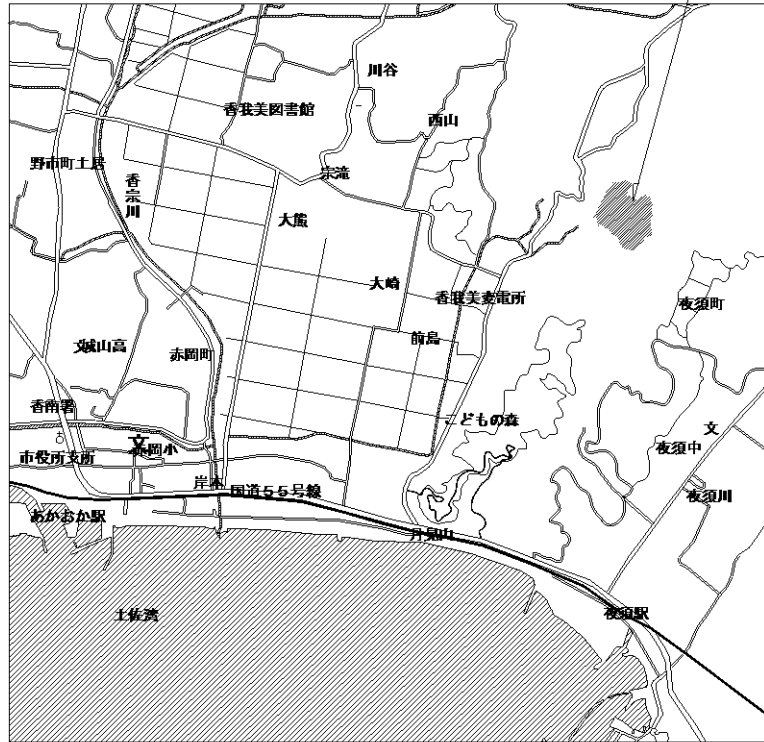 川谷
香我美図書館
西山
野市町土居
宗滝
香宗川
大熊
大崎
香我美変電所
夜須町
文
城山高
赤岡町
前島
香南署
こどもの森
文
文
赤岡小
夜須中
市役所支所
岸本
国道55号線
夜須川
あかおか駅
月見山
土佐湾
夜須駅